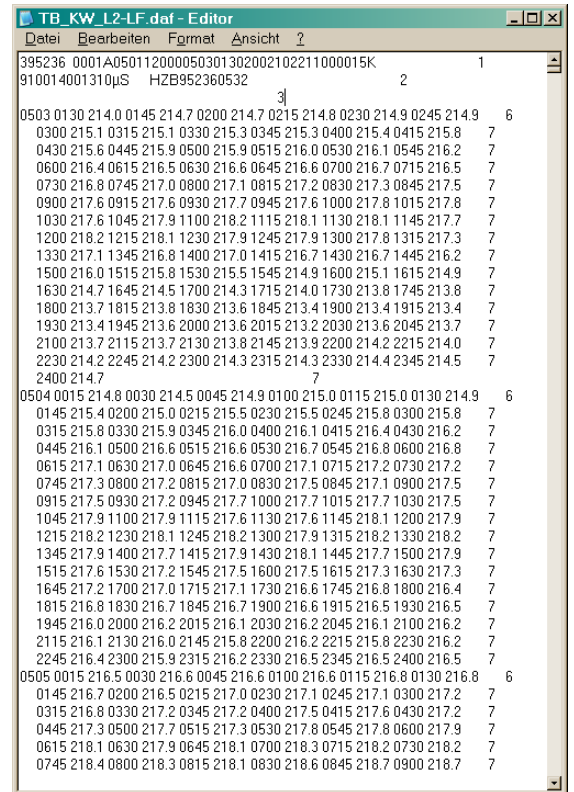 TB_KW_L2-LF.daf - Editor
Datei Bearbeiten Format Ansicht ?
395236 0001A050112000050301302002102211000015K 1
910014001310µS HZB952360532 2
3
0503 0130 214.0 0145 214.7 0200 214.7 0215 214.8 0230 214.9 0245 214.9 6
0300 215.1 0315 215.1 0330 215.3 0345 215.3 0400 215.4 0415 215.8 7
0430 215.6 0445 215.9 0500 215.9 0515 216.0 0530 216.1 0545 216.2 7
0600 216.4 0615 216.5 0630 216.6 0645 216.6 0700 216.7 0715 216.5 7
0730 216.8 0745 217.0 0800 217.1 0815 217.2 0830 217.3 0845 217.5 7
0900 217.6 0915 217.6 0930 217.7 0945 217.6 1000 217.8 1015 217.8 7
1030 217.6 1045 217.9 1100 218.2 1115 218.1 1130 218.1 1145 217.7 7
1200 218.2 1215 218.1 1230 217.9 1245 217.9 1300 217.8 1315 217.3 7
1330 217.1 1345 216.8 1400 217.0 1415 216.7 1430 216.7 1445 216.2 7
1500 216.0 1515 215.8 1530 215.5 1545 214.9 1600 215.1 1615 214.9 7
1630 214.7 1645 214.5 1700 214.3 1715 214.0 1730 213.8 1745 213.8 7
1800 213.7 1815 213.8 1830 213.6 1845 213.4 1900 213.4 1915 213.4 7
1930 213.4 1945 213.6 2000 213.6 2015 213.2 2030 213.6 2045 213.7 7
2100 213.7 2115 213.7 2130 213.8 2145 213.9 2200 214.2 2215 214.0 7
2230 214.2 2245 214.2 2300 214.3 2315 214.3 2330 214.4 2345 214.5 7
2400 214.7 7
0504 0015 214.8 0030 214.5 0045 214.9 0100 215.0 0115 215.0 0130 214.9 6
0145 215.4 0200 215.0 0215 215.5 0230 215.5 0245 215.8 0300 215.8 7
0315 215.8 0330 215.9 0345 216.0 0400 216.1 0415 216.4 0430 216.2 7
0445 216.1 0500 216.6 0515 216.6 0530 216.7 0545 216.8 0600 216.8 7
0615 217.1 0630 217.0 0645 216.6 0700 217.1 0715 217.2 0730 217.2 7
0745 217.3 0800 217.2 0815 217.0 0830 217.5 0845 217.1 0900 217.5 7
0915 217.5 0930 217.2 0945 217.7 1000 217.7 1015 217.7 1030 217.5 7
1045 217.9 1100 217.9 1115 217.6 1130 217.6 1145 218.1 1200 217.9 7
1215 218.2 1230 218.1 1245 218.2 1300 217.9 1315 218.2 1330 218.2 7
1345 217.9 1400 217.7 1415 217.9 1430 218.1 1445 217.7 1500 217.9 7
1515 217.6 1530 217.2 1545 217.5 1600 217.5 1615 217.3 1630 217.3 7
1645 217.2 1700 217.0 1715 217.1 1730 216.6 1745 216.8 1800 216.4 7
1815 216.8 1830 216.7 1845 216.7 1900 216.6 1915 216.5 1930 216.5 7
1945 216.0 2000 216.2 2015 216.1 2030 216.2 2045 216.1 2100 216.2 7
2115 216.1 2130 216.0 2145 215.8 2200 216.2 2215 215.8 2230 216.2 7
2245 216.4 2300 215.9 2315 216.2 2330 216.5 2345 216.5 2400 216.5 7
0505 0015 216.5 0030 216.6 0045 216.6 0100 216.6 0115 216.8 0130 216.8 6
0145 216.7 0200 216.5 0215 217.0 0230 217.1 0245 217.1 0300 217.2 7
0315 216.8 0330 217.2 0345 217.2 0400 217.5 0415 217.6 0430 217.2 7
0445 217.3 0500 217.7 0515 217.3 0530 217.8 0545 217.8 0600 217.9 7
0615 218.1 0630 217.9 0645 218.1 0700 218.3 0715 218.2 0730 218.2 7
0745 218.4 0800 218.3 0815 218.1 0830 218.6 0845 218.7 0900 218.7 7